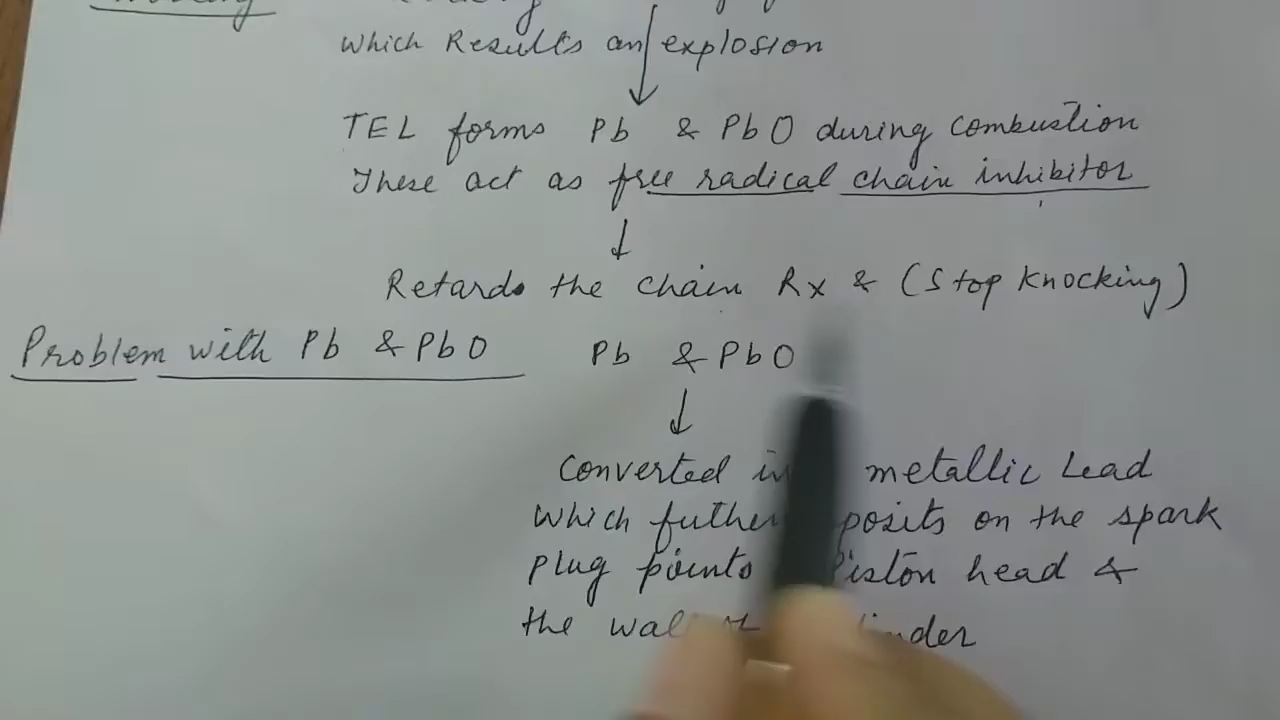 which Results an explosion
TEL forms Pb & PbO during combustion
These act as free radical chain inhibitor
Retards the chain Rx & (Stop Knocking)
Problem with Pb & PbO Pb & PbO
Converted metallic Lead
which futher on the spark
plug points head &
the